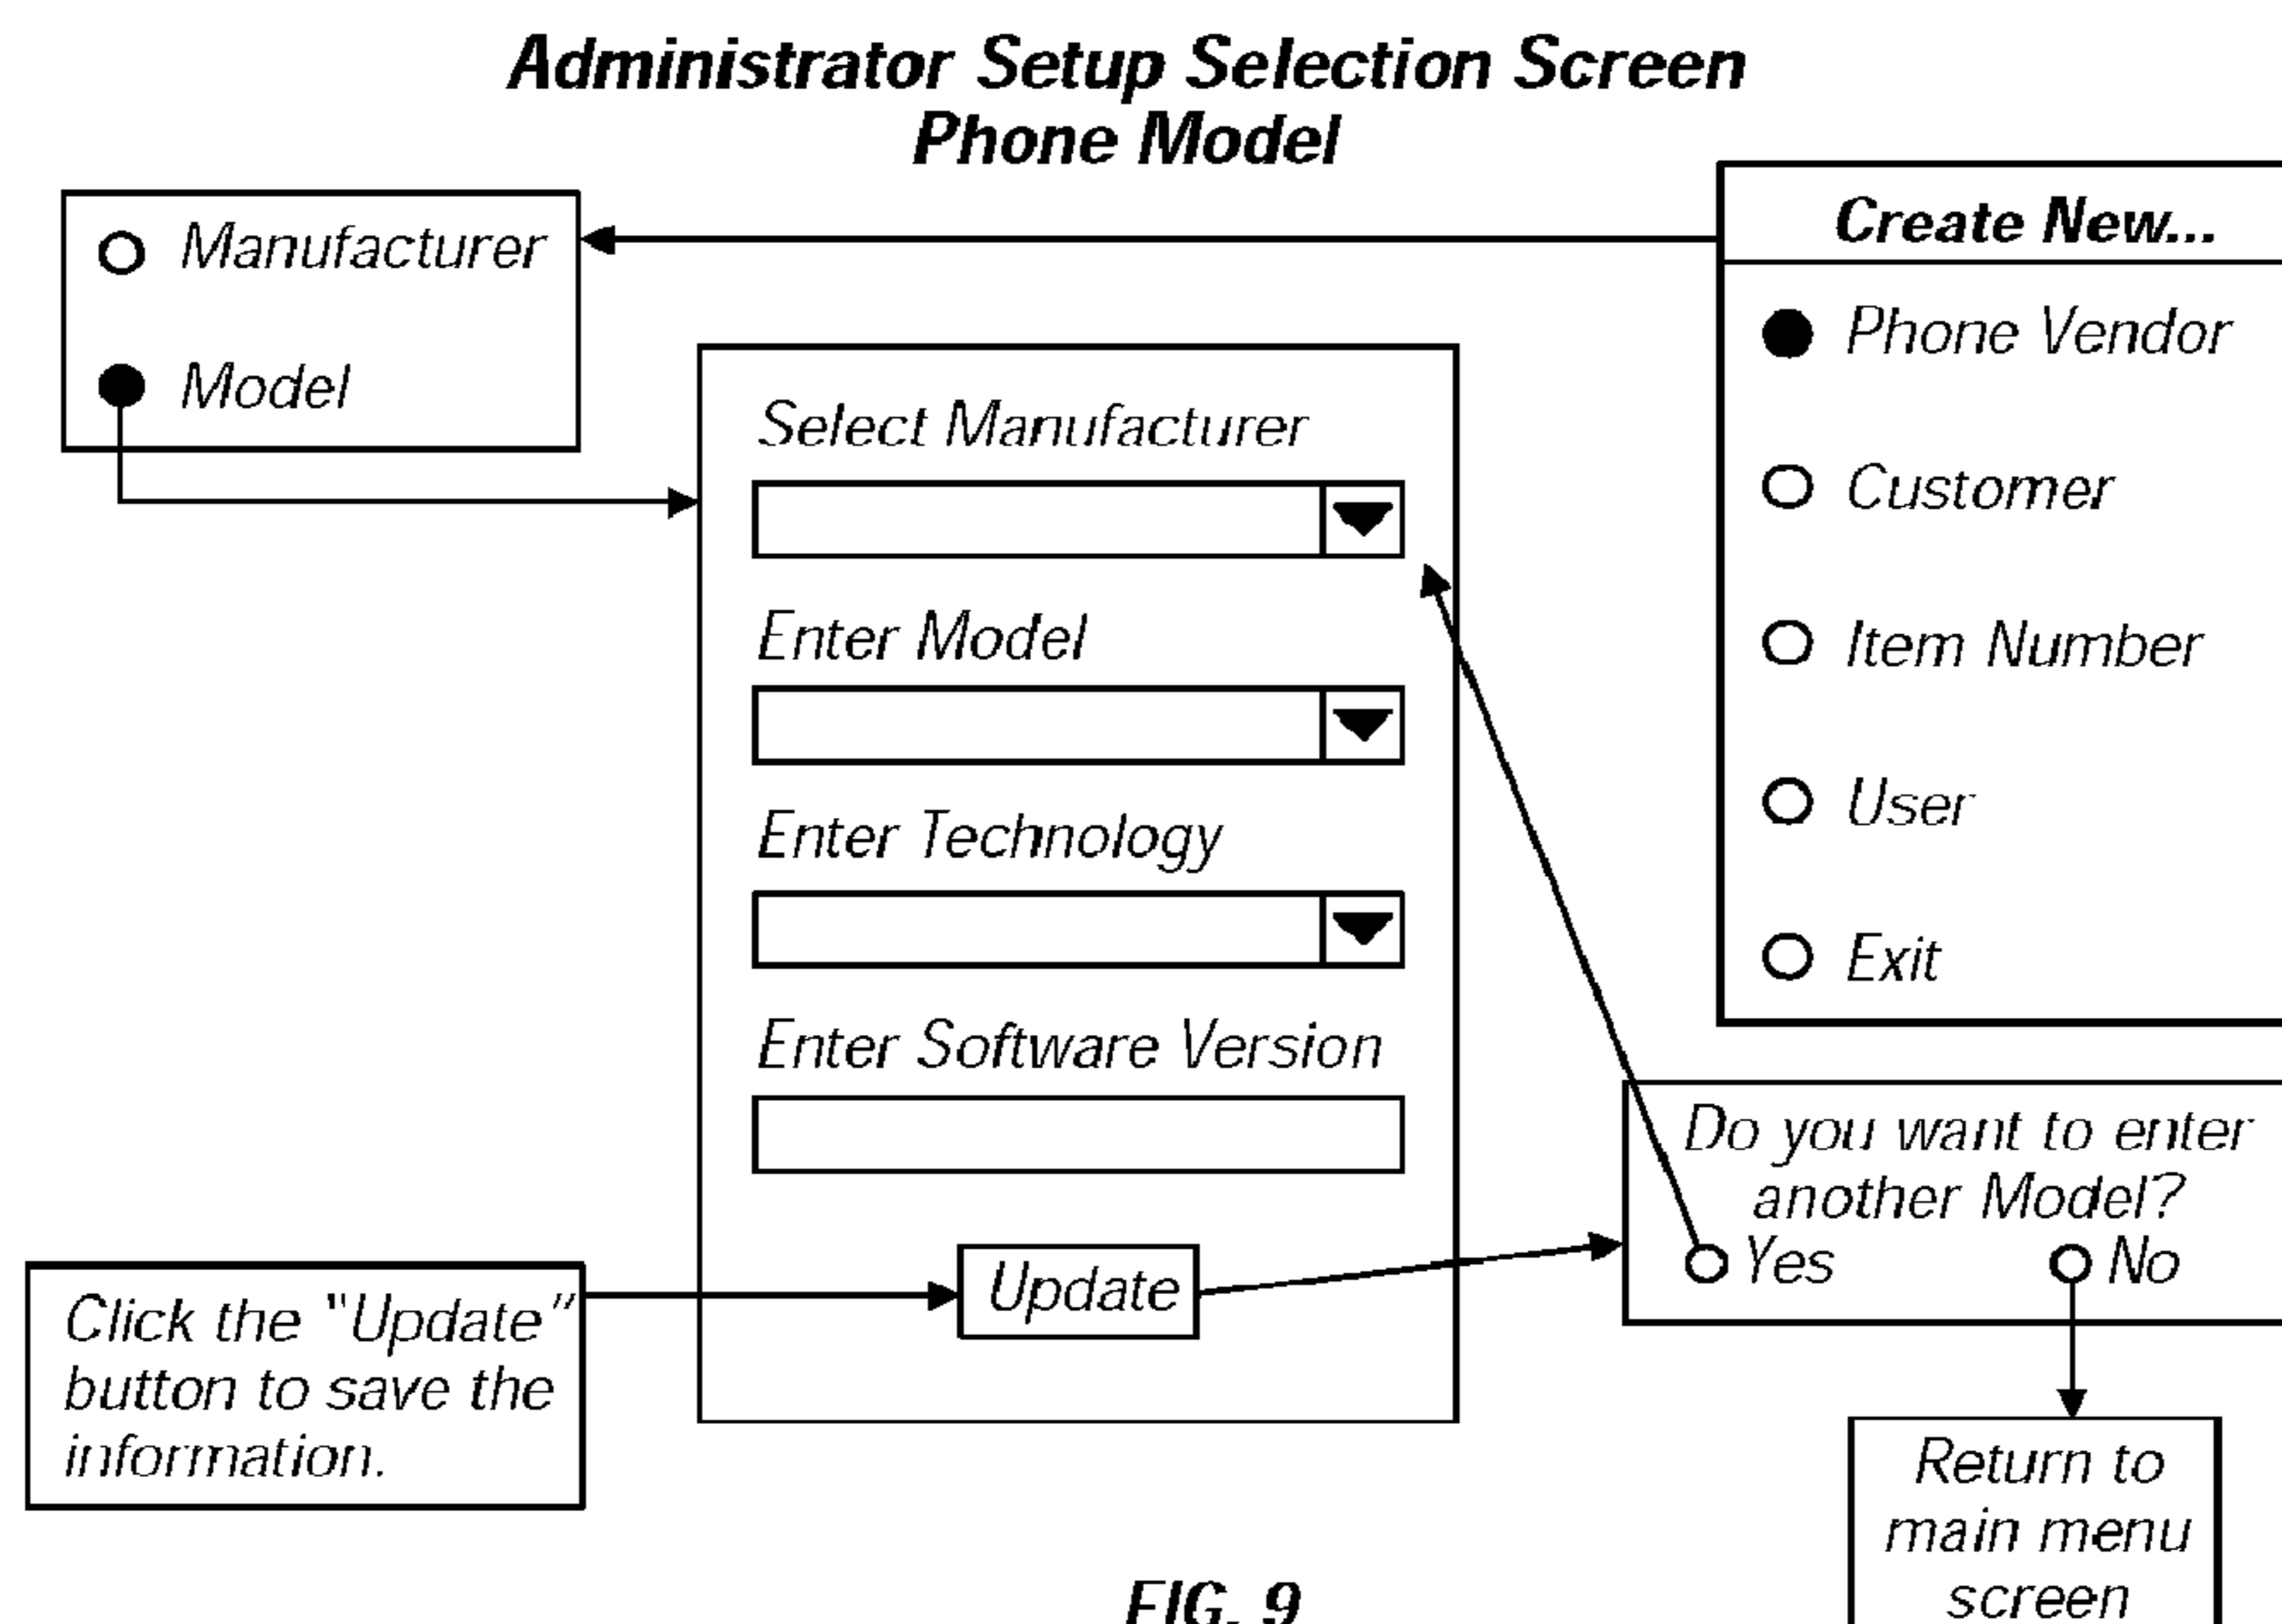 Administrator Setup Selection Screen
Phone Model
Manufacturer
Model
Create New...
Phone Vendor
Customer
Item Number
User
Exit
Select Manufacturer
Enter Model
Enter Technology
Enter Software Version
Update
Click the "Update"
button to save the
information.
Do you want to enter
another Model?
Yes No
Return to
main menu
screen
FIG. 9